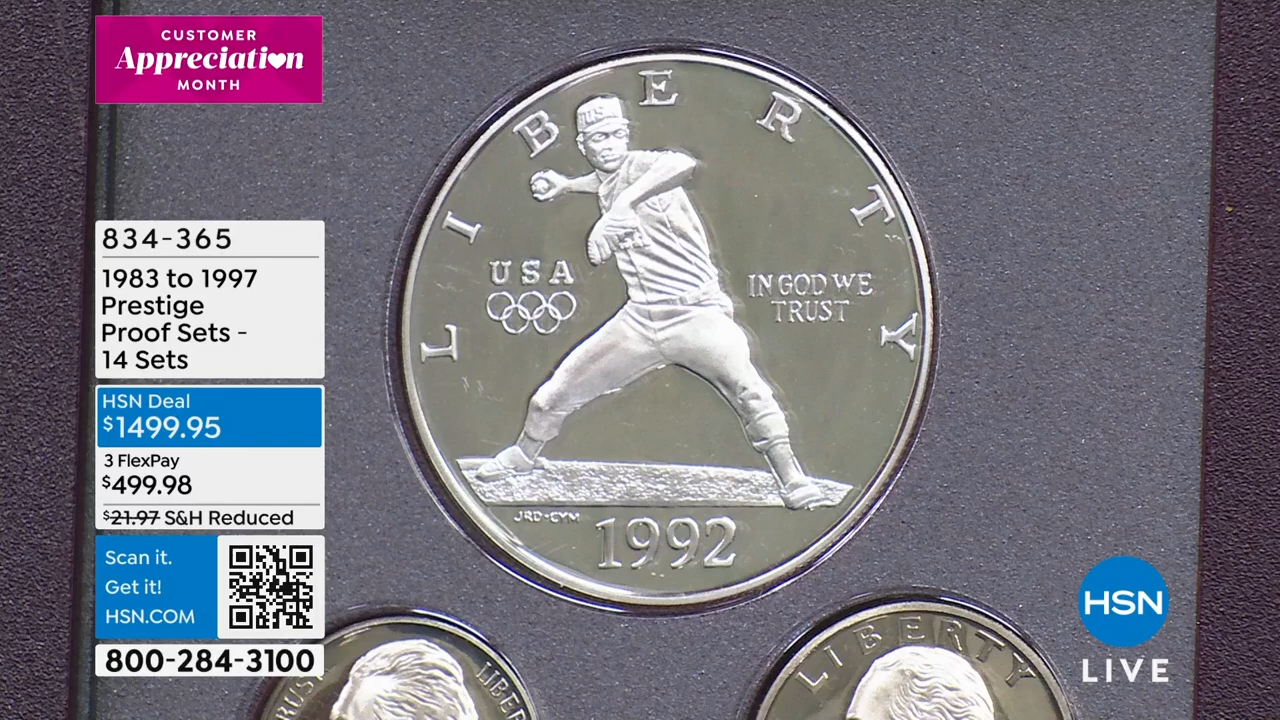 CUSTOMER
Appreciation
MONTH
834-365
1983 to 1997
Prestige
Proof Sets -
14 Sets
HSN Deal
$1499.95
3 FlexPay
$499.98
$21.97 S&H Reduced
Scan it.
Get it!
HSN.COM
800-284-3100
LIBERTY
US
USA
IN GOD WE
TRUST
JRD-GYM
1992
LIBERTY
HSN
LIVE